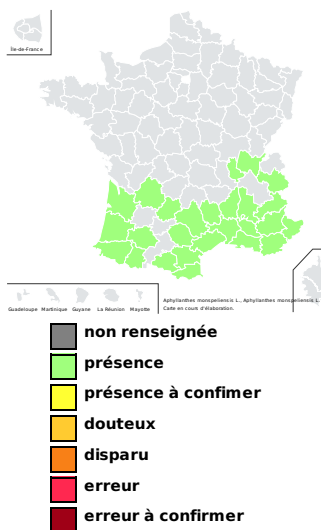 Île-de-France
Guadeloupe Martinique Guyane La Réunion Mayotte
Aphyllanthes monspeliensis L., Aphyllanthes monspeliensis L.
Carte en cours d'élaboration.
non renseignée
présence
présence à confimer
douteux
disparu
erreur
erreur à confirmer